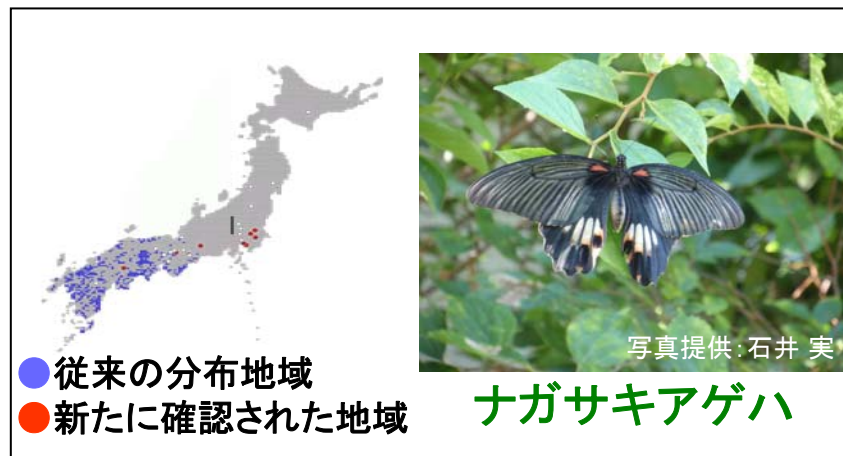 従来の分布地域
新たに確認された地域
写真提供:石井 実
ナガサキアゲハ